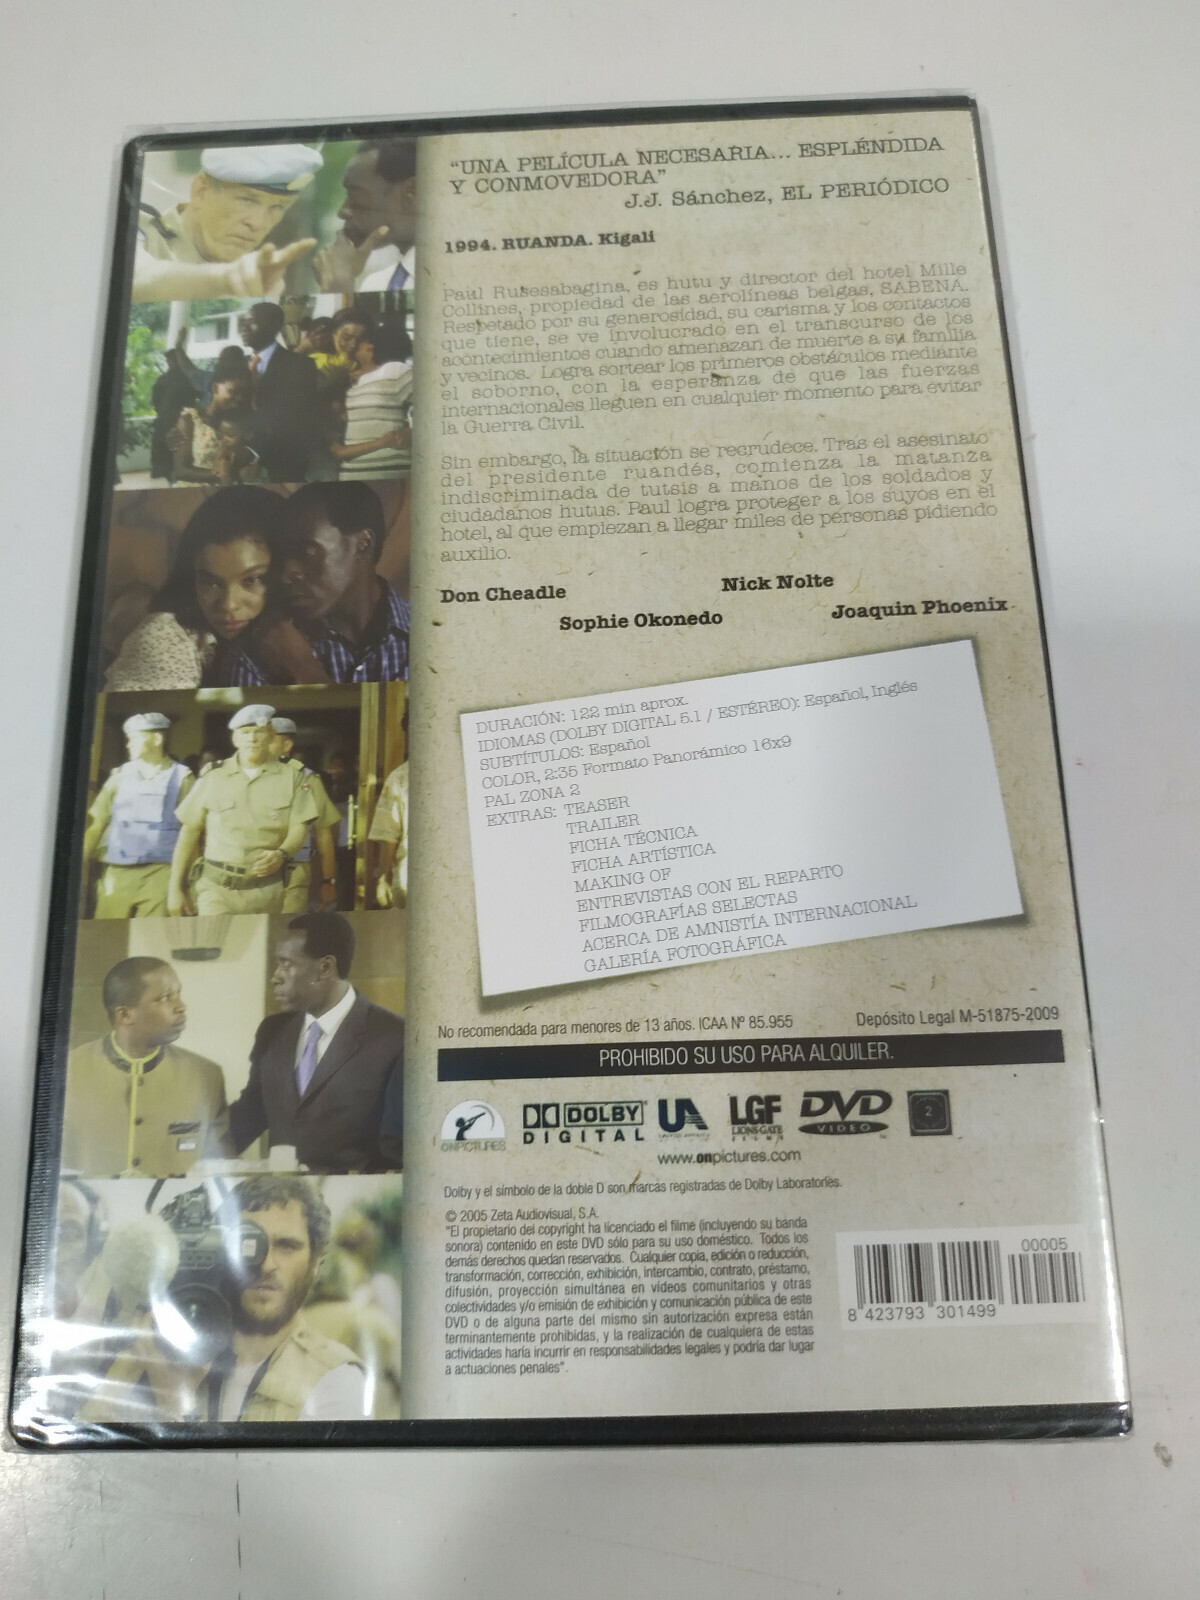 “UNA PELÍCULA NECESARIA... ESPLÉNDIDA
Y CONMOVEDORA”
J.J. Sánchez, EL PERIÓDICO
1994. RUANDA. Kigali
Paul Rusesabagina, es hutu y director del hotel Mille
Collines, propiedad de las aerolíneas belgas, SABENA.
Respetado por su generosidad, su carisma y los contactos
que tiene, se ve involucrado en el transcurso de los
acontecimientos cuando amenazan de muerte a su familia
y vecinos. Logra sortear los primeros obstáculos mediante
el soborno, con la esperanza de que las fuerzas
internacionales lleguen en cualquier momento para evitar
la Guerra Civil.
Sin embargo, la situación se recrudece. Tras el asesinato
del presidente ruandés, comienza la matanza
indiscriminada de tutsis a manos de los soldados y
ciudadanos hutus. Paul logra proteger a los suyos en el
hotel, al que empiezan a llegar miles de personas pidiendo
auxilio.
Don Cheadle
Nick Nolte
Sophie Okonedo
Joaquin Phoenix
DURACIÓN: 122 min aprox.
IDIOMAS (DOLBY DIGITAL 5.1 / ESTÉREO): Español, Inglés
SUBTÍTULOS: Español
COLOR, 2:35 Formato Panorámico 16x9
PAL ZONA 2
EXTRAS: TEASER
TRAILER
FICHA TÉCNICA
FICHA ARTÍSTICA
MAKING OF
ENTREVISTAS CON EL REPARTO
FILMOGRAFÍAS SELECTAS
ACERCA DE AMNISTÍA INTERNACIONAL
GALERÍA FOTOGRÁFICA
No recomendada para menores de 13 años. ICAA Nº 85.955
Depósito Legal M-51875-2009
PROHIBIDO SU USO PARA ALQUILER.
ONPICTURES
DOLBY
DIGITAL
UA
UNITED ARTISTS
LGF
LIONS GATE
FILMS
DVD
VIDEO
2
www.onpictures.com
Dolby y el símbolo de la doble D son marcas registradas de Dolby Laboratories.
© 2005 Zeta Audiovisual, S.A.
"El propietario del copyright ha licenciado el filme (incluyendo su banda
sonora) contenido en este DVD sólo para su uso doméstico. Todos los
demás derechos quedan reservados. Cualquier copia, edición o reducción,
transformación, corrección, exhibición, intercambio, contrato, préstamo,
difusión, proyección simultánea en vídeos comunitarios y otras
colectividades y/o emisión de exhibición y comunicación pública de este
DVD o de alguna parte del mismo sin autorización expresa están
terminantemente prohibidas, y la realización de cualquiera de estas
actividades haría incurrir en responsabilidades legales y podría dar lugar
a actuaciones penales".
00005
8 423793 301499